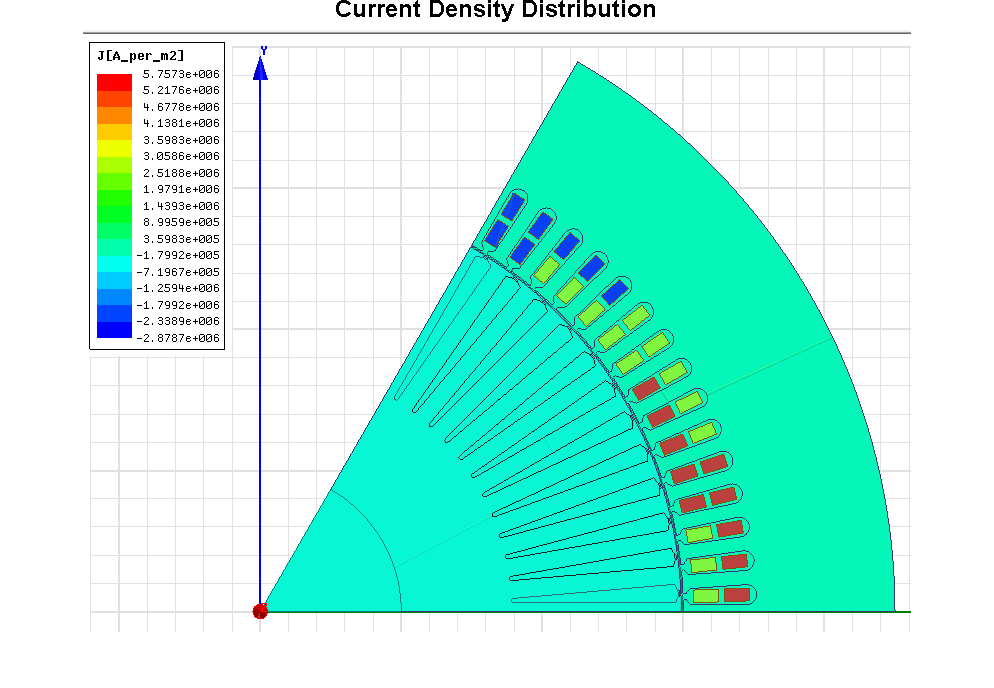 Current Density Distribution
Y
J[A_per_m2]
5.7573e+006
5.2176e+006
4.6778e+006
4.1381e+006
3.5983e+006
3.0586e+006
2.5188e+006
1.9791e+006
1.4393e+006
8.9959e+005
3.5983e+005
-1.7992e+005
-7.1967e+005
-1.2594e+006
-1.7992e+006
-2.3389e+006
-2.8787e+006